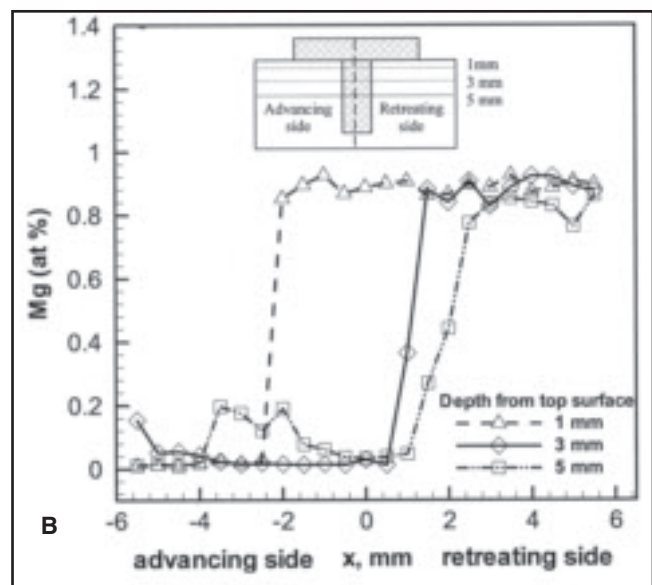 1.4
1.2
1
0.8
0.6
0.4
0.2
0
Mg (at %)
1mm
3 mm
5 mm
Advancing side
Retreating side
Depth from top surface
1 mm
3 mm
5 mm
B
-6 -4 -2 0 2 4 6
advancing side x, mm retreating side